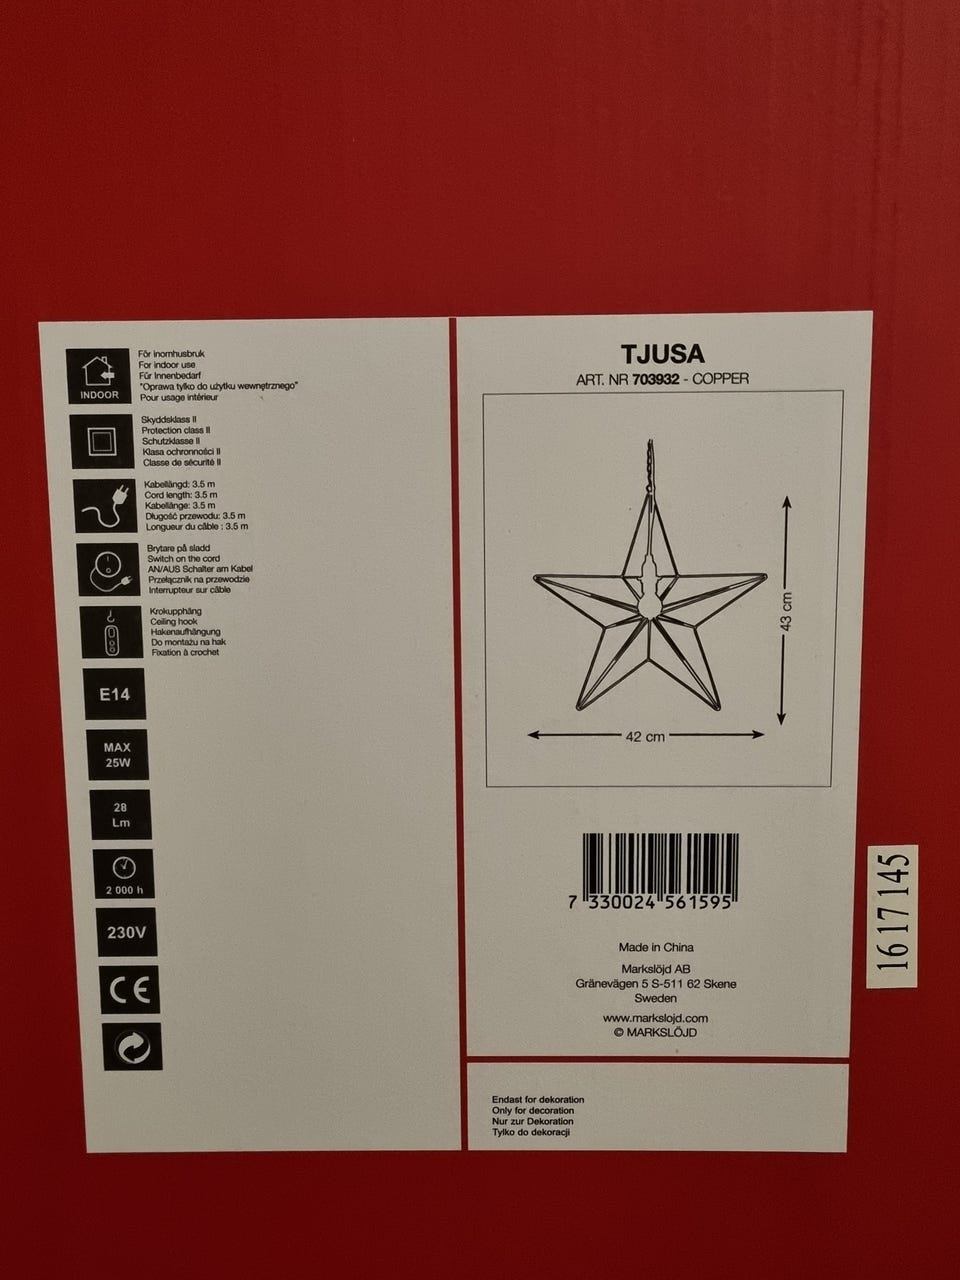 För inomhusbruk
For indoor use
Für Innenbedarf
"Oprawa tylko do użytku wewnętrznego"
Pour usage intérieur
INDOOR
Skyddsklass II
Protection class II
Schutzklasse II
Klasa ochronności II
Classe de sécurité II
Kabellängd: 3.5 m
Cord length: 3.5 m
Kabellänge: 3.5 m
Długość przewodu: 3.5 m
Longueur du câble : 3.5 m
Brytare på sladd
Switch on the cord
AN/AUS Schalter am Kabel
Przełącznik na przewodzie
Interrupteur sur câble
Krokupphäng
Ceiling hook
Hakenaufhängung
Do montażu na hak
Fixation à crochet
E14
MAX
25W
28
Lm
2 000 h
230V
CE
TJUSA
ART. NR 703932 - COPPER
43 cm
42 cm
7 330024 561595
Made in China
Markslöjd AB
Gränevägen 5 S-511 62 Skene
Sweden
www.markslojd.com
© MARKSLÖJD
Endast for dekoration
Only for decoration
Nur zur Dekoration
Tylko do dekoracji
1617145